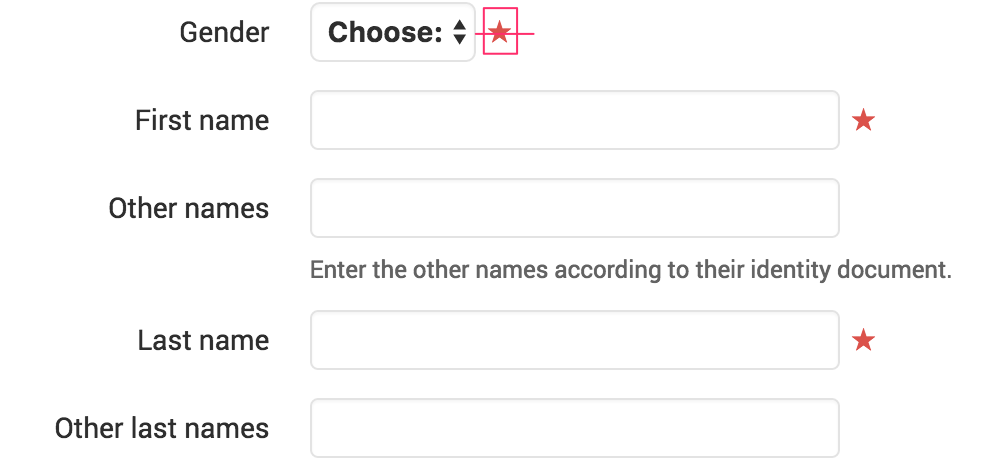 Gender Choose:
First name
Other names
Enter the other names according to their identity document.
Last name
Other last names